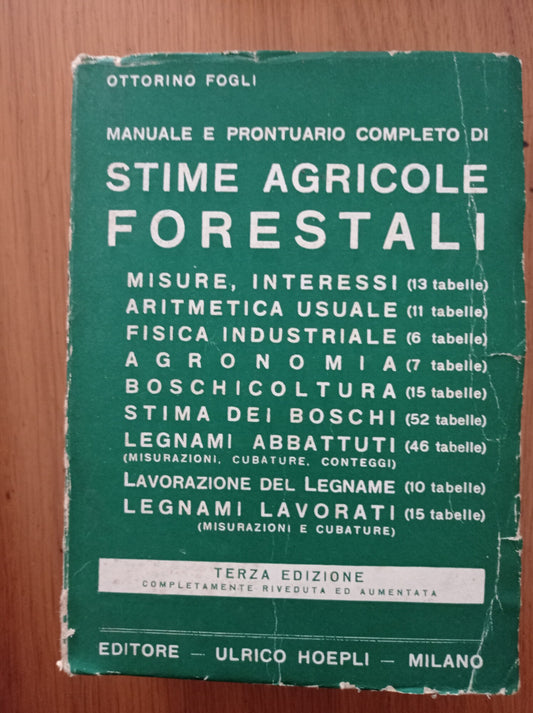 OTTORINO FOGLI
MANUALE E PRONTUARIO COMPLETO DI
STIME AGRICOLE
FORESTALI
MISURE, INTERESSI (13 tabelle)
ARITMETICA USUALE (11 tabelle)
FISICA INDUSTRIALE (6 tabelle)
AGRONOMIA (7 tabelle)
BOSCHICOLTURA (15 tabelle)
STIMA DEI BOSCHI (52 tabelle)
LEGNAMI ABBATTUTI (46 tabelle)
(MISURAZIONI, CUBATURE, CONTEGGI)
LAVORAZIONE DEL LEGNAME (10 tabelle)
LEGNAMI LAVORATI (15 tabelle)
(MISURAZIONI E CUBATURE)
TERZA EDIZIONE
COMPLETAMENTE RIVEDUTA ED AUMENTATA
EDITORE — ULRICO HOEPLI — MILANO